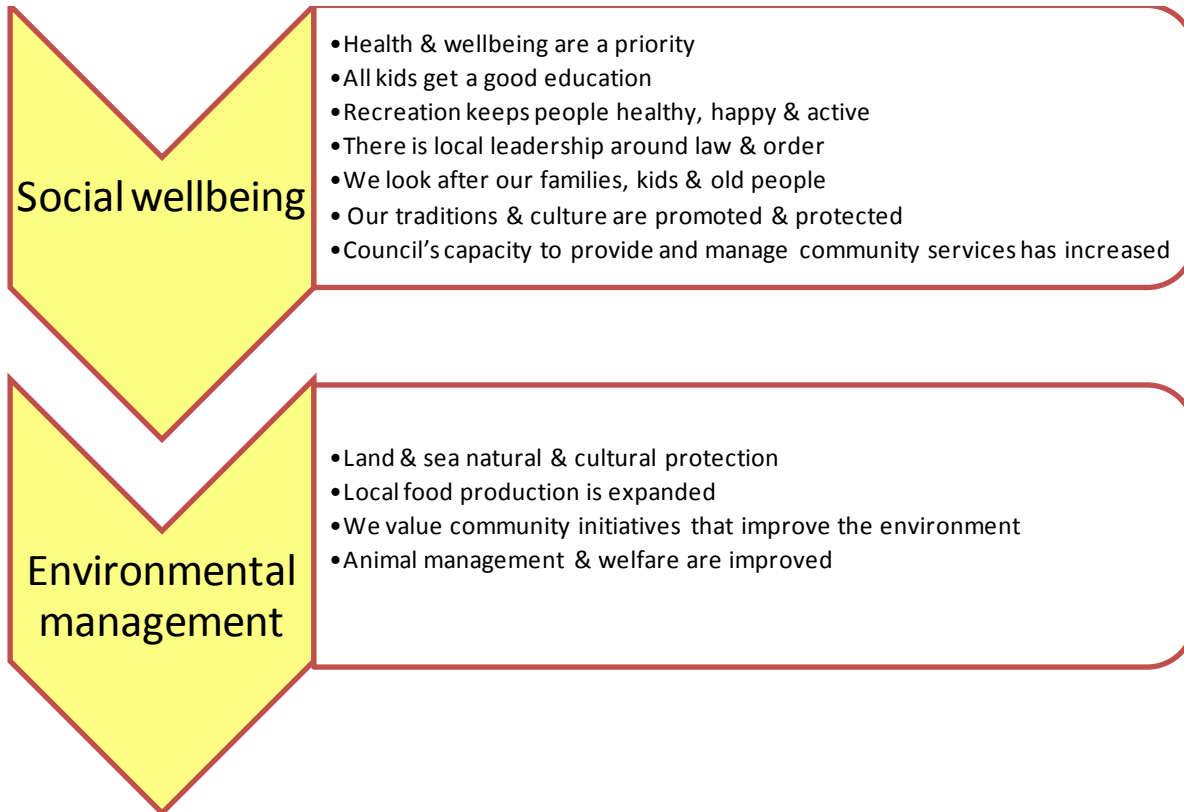 Social wellbeing
•Health & wellbeing are a priority
•All kids get a good education
•Recreation keeps people healthy, happy & active
•There is local leadership around law & order
•We look after our families, kids & old people
• Our traditions & culture are promoted & protected
•Council's capacity to provide and manage community services has increased
Environmental
management
•Land & sea natural & cultural protection
•Local food production is expanded
•We value community initiatives that improve the environment
•Animal management & welfare are improved